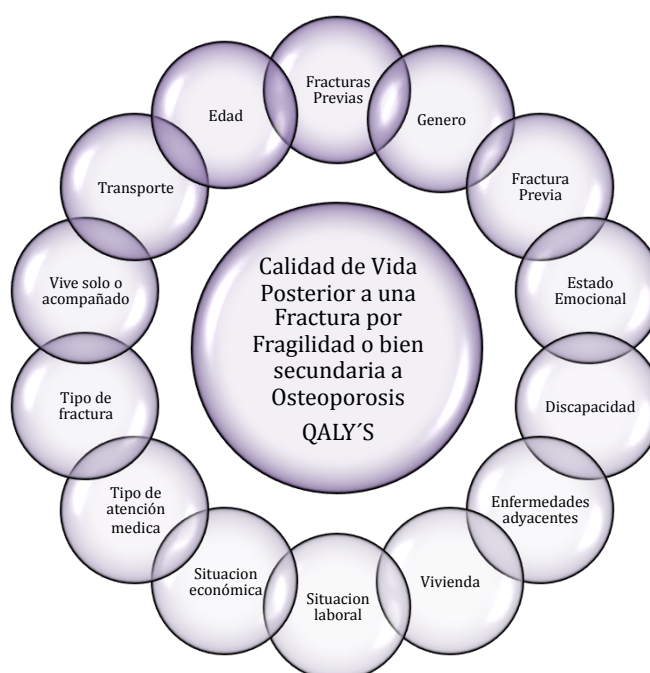 Fracturas
Previas
Genero
Fractura
Previa
Estado
Emocional
Discapacidad
Enfermedades
adyacentes
Vivienda
Situacion
laboral
Situacion
económica
Tipo de
atención
medica
Tipo de
fractura
Vive solo o
acompañado
Transporte
Edad
Calidad de Vida
Posterior a una
Fractura por
Fragilidad o bien
secundaria a
Osteoporosis
QALY´S